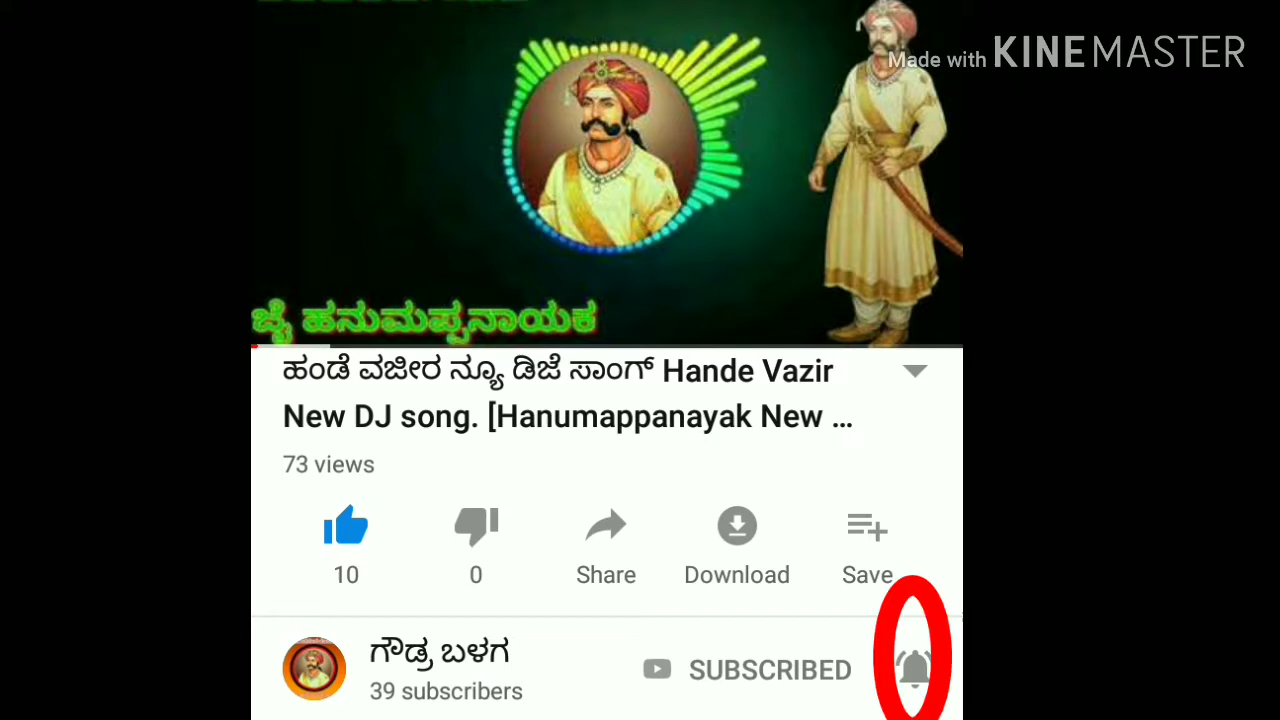 Made with KINEMASTER
ಜೈ ಹನುಮಪ್ಪನಾಯಕ
ಹಂಡೆ ವಜೀರ ನ್ಯೂ ಡಿಜೆ ಸಾಂಗ್ Hande Vazir
New DJ song. [Hanumappanayak New ...
73 views
10
0
Share
Download
Save
ಗೌಡ್ರ ಬಳಗ
SUBSCRIBED
39 subscribers